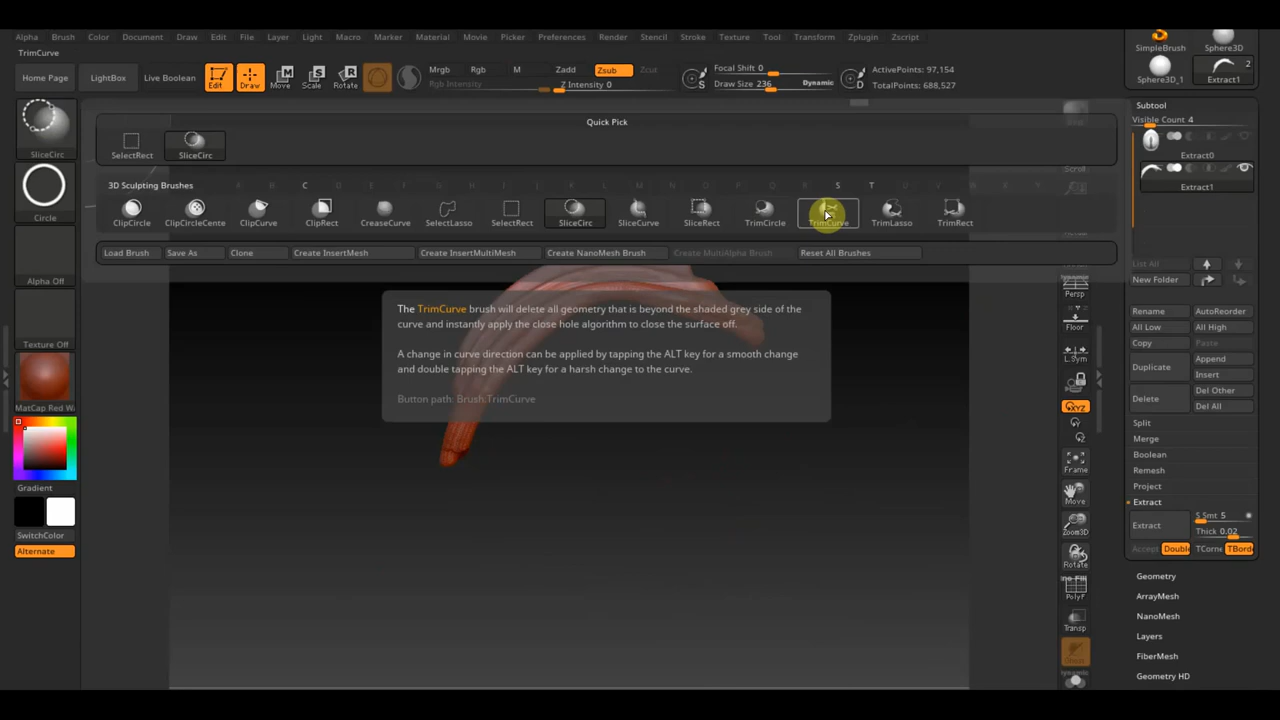 Alpha Brush Color Document Draw Edit File Layer Light Macro Marker Material Movie Picker Preferences Render Stencil Stroke Texture Tool Transform Zplugin Zscript
TrimCurve
SimpleBrush Sphere3D
Home Page LightBox Live Boolean Edit Draw Move Scale Rotate
Mrgb Rgb M Zadd Zsub Zcut
Rgb Intensity Z Intensity 0
S Focal Shift 0
Draw Size 236 Dynamic
D ActivePoints: 97,154
TotalPoints: 688,527
Sphere3D_1 Extract1 2
Subtool
Visible Count 4
Extract0
Extract1
SliceCirc
Circle
Alpha Off
Texture Off
MatCap Red W
Gradient
SwitchColor
Alternate
Quick Pick
SelectRect SliceCirc
3D Sculpting Brushes C S T
ClipCircle ClipCircleCente ClipCurve ClipRect CreaseCurve SelectLasso SelectRect SliceCirc SliceCurve SliceRect TrimCircle TrimCurve TrimLasso TrimRect
Load Brush Save As Clone Create InsertMesh Create InsertMultiMesh Create NanoMesh Brush Create MultiAlpha Brush Reset All Brushes
The TrimCurve brush will delete all geometry that is beyond the shaded grey side of the
curve and instantly apply the close hole algorithm to close the surface off.
A change in curve direction can be applied by tapping the ALT key for a smooth change
and double tapping the ALT key for a harsh change to the curve.
Button path: Brush:TrimCurve
Scroll
Persp
Floor
L.Sym
XYZ
Frame
Move
Zoom3D
Rotate
PolyF
Transp
List All
New Folder
Rename AutoReorder
All Low All High
Copy Paste
Duplicate Append
Insert
Delete Del Other
Del All
Split
Merge
Boolean
Remesh
Project
Extract
Extract S Smt 5
Thick 0.02
Accept Double TCorne TBorde
Geometry
ArrayMesh
NanoMesh
Layers
FiberMesh
Geometry HD